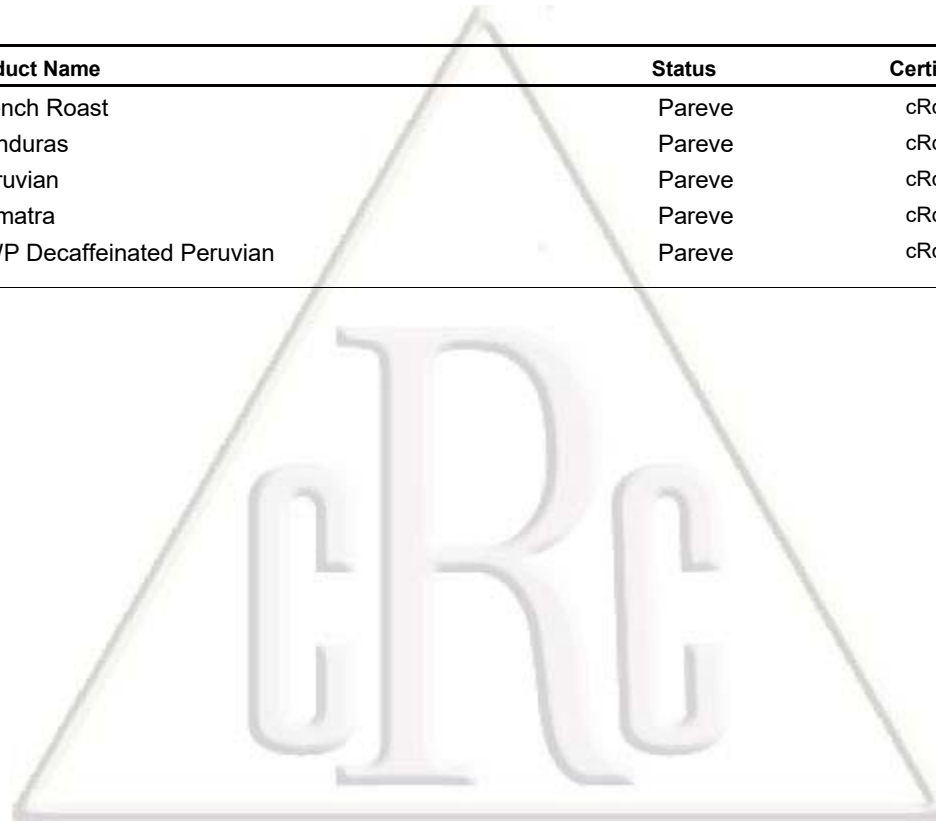 duct Name Status Certi
nch Roast Pareve cRc
nduras Pareve cRc
ruvian Pareve cRc
matra Pareve cRc
/P Decaffeinated Peruvian Pareve cRc
cRc